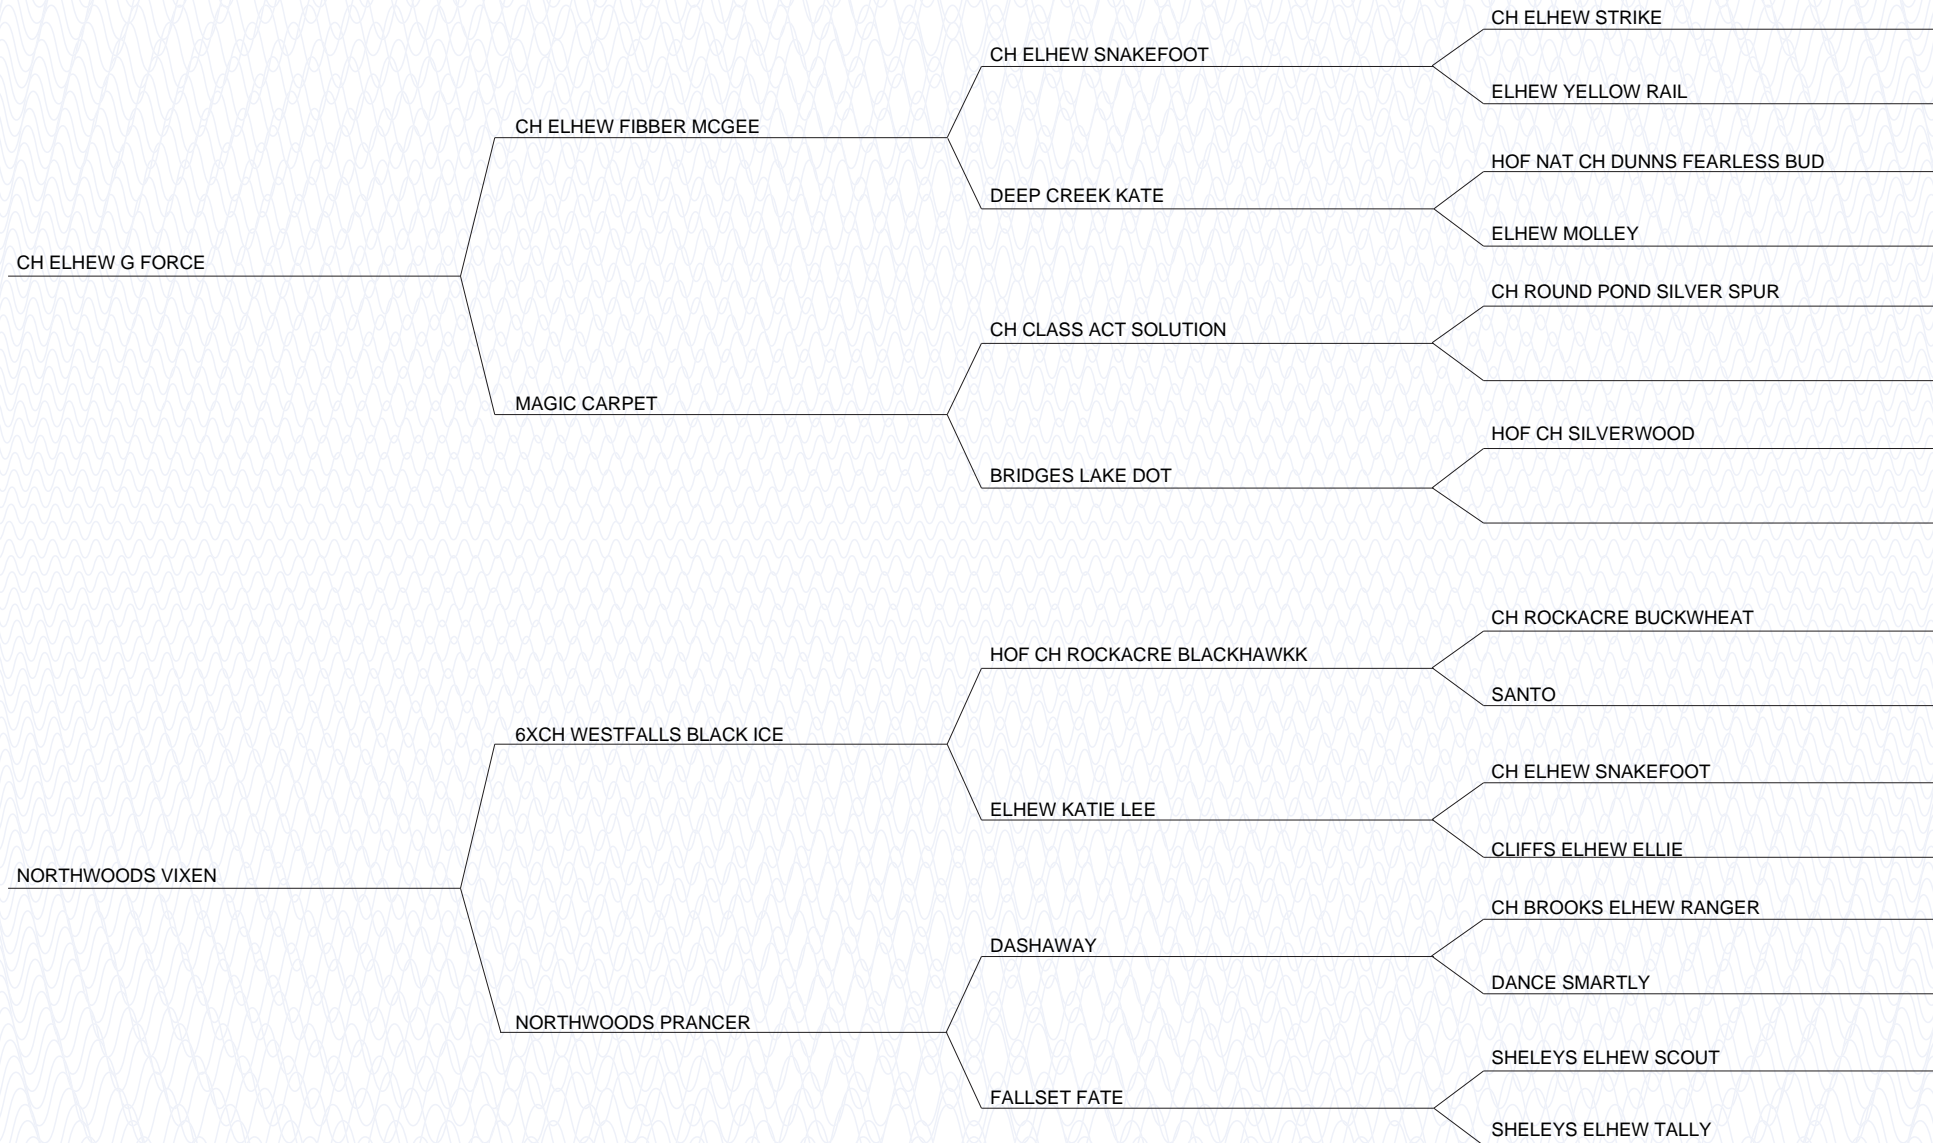 CH ELHEW STRIKE
CH ELHEW SNAKEFOOT
ELHEW YELLOW RAIL
CH ELHEW FIBBER MCGEE
HOF NAT CH DUNNS FEARLESS BUD
DEEP CREEK KATE
ELHEW MOLLEY
CH ELHEW G FORCE
CH ROUND POND SILVER SPUR
CH CLASS ACT SOLUTION
MAGIC CARPET
HOF CH SILVERWOOD
BRIDGES LAKE DOT
CH ROCKACRE BUCKWHEAT
HOF CH ROCKACRE BLACKHAWKK
SANTO
6XCH WESTFALLS BLACK ICE
CH ELHEW SNAKEFOOT
ELHEW KATIE LEE
CLIFFS ELHEW ELLIE
NORTHWOODS VIXEN
CH BROOKS ELHEW RANGER
DASHAWAY
DANCE SMARTLY
NORTHWOODS PRANCER
SHELEYS ELHEW SCOUT
FALLSET FATE
SHELEYS ELHEW TALLY